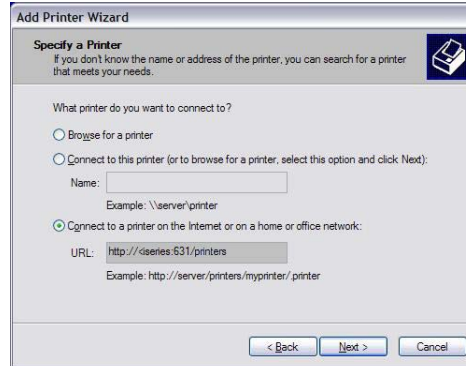 Add Printer Wizard
Specify a Printer
If you don't know the name or address of the printer, you can search for a printer
that meets your needs.
What printer do you want to connect to?
Browse for a printer
Connect to this printer (or to browse for a printer, select this option and click Next):
Name:
Example: \\server\printer
Connect to a printer on the Internet or on a home or office network:
URL: http://<iseries:631/printers
Example: http://server/printers/myprinter/.printer
< Back Next > Cancel